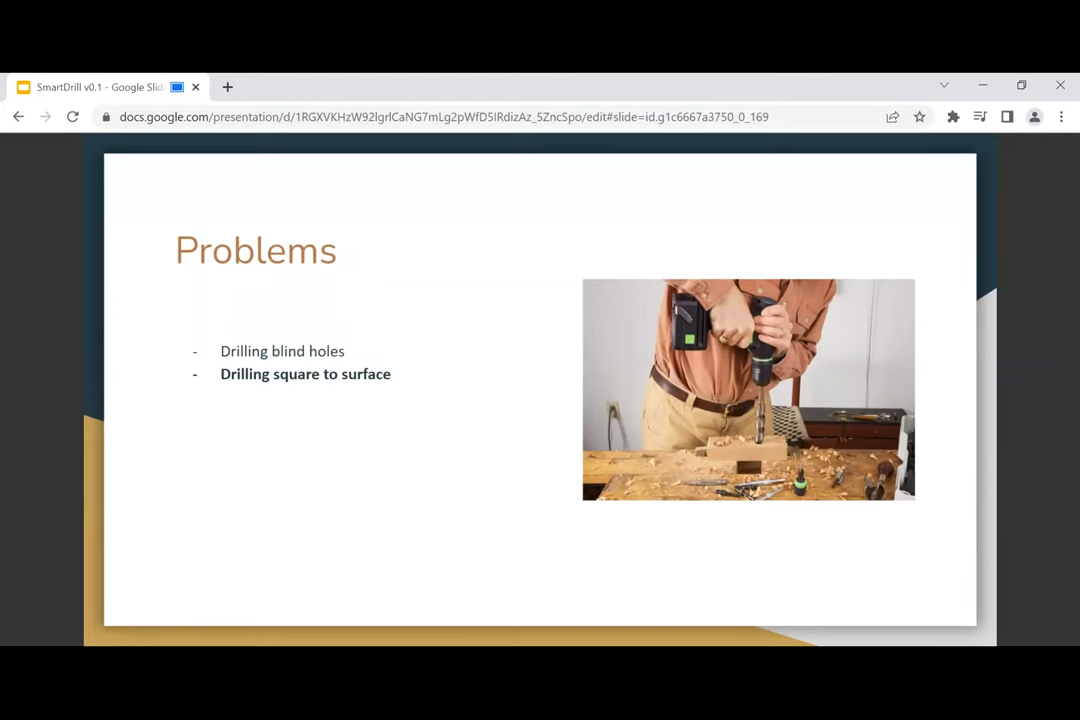 SmartDrill v0.1 - Google Slid
docs.google.com/presentation/d/1RGXVKHzW92lgrlCaNG7mLg2pWfD5lRdizAz_5ZncSpo/edit#slide=id.g1c6667a3750_0_169
Problems
- Drilling blind holes
- Drilling square to surface